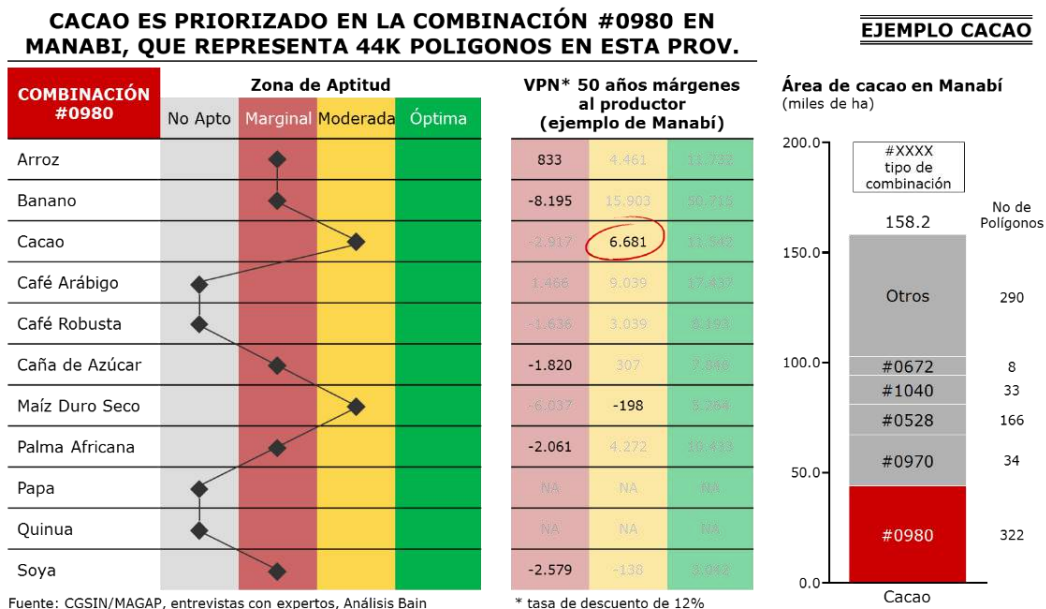 CACAO ES PRIORIZADO EN LA COMBINACIÓN #0980 EN
MANABI, QUE REPRESENTA 44K POLIGONOS EN ESTA PROV.
EJEMPLO CACAO
COMBINACIÓN
#0980
Zona de Aptitud
No Apto Marginal Moderada Óptima
VPN* 50 años márgenes
al productor
(ejemplo de Manabí)
Arroz 833 4.461 11.732
Banano -8.195 15.903 50.715
Cacao -2.917 6.681 11.542
Café Arábigo 1.466 9.039 17.437
Café Robusta -1.636 3.039 8.193
Caña de Azúcar -1.820 307 7.846
Maíz Duro Seco -6.037 -198 5.264
Palma Africana -2.061 4.272 10.433
Papa NA NA NA
Quinua NA NA NA
Soya -2.579 -138 3.042
Fuente: CGSIN/MAGAP, entrevistas con expertos, Análisis Bain
* tasa de descuento de 12%
Área de cacao en Manabí
(miles de ha)
200.0
#XXXX
tipo de
combinación
No de
Polígonos
158.2
150.0
Otros 290
100.0
#0672 8
#1040 33
#0528 166
#0970 34
50.0
#0980 322
0.0
Cacao